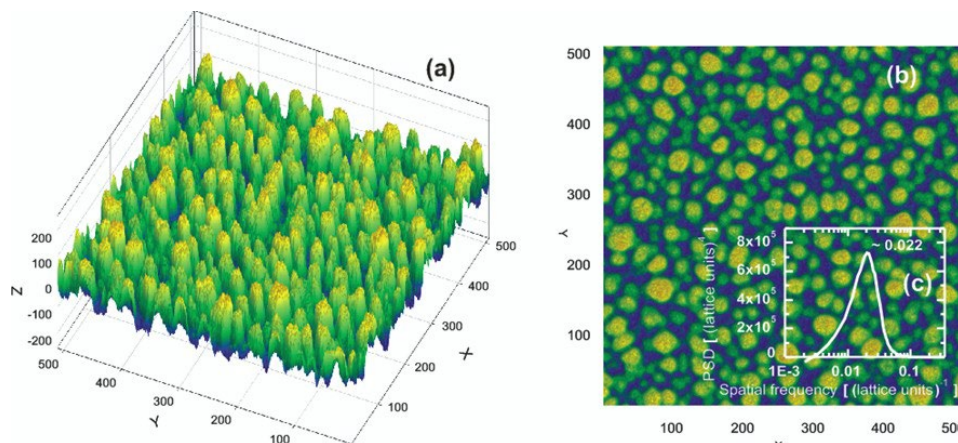 (a)
200
100
0
-100
-200
Z
500
400
300
200
100
Y
100
200
300
400
500
X
(b)
500
400
300
200
100
Y
100 200 300 400 500
(c)
~ 0.022
8x10⁵
6x10⁵
4x10⁵
2x10⁵
0
PSD [ (lattice units)⁻¹ ]
1E-3 0.01 0.1
Spatial frequency [ (lattice units)⁻¹ ]